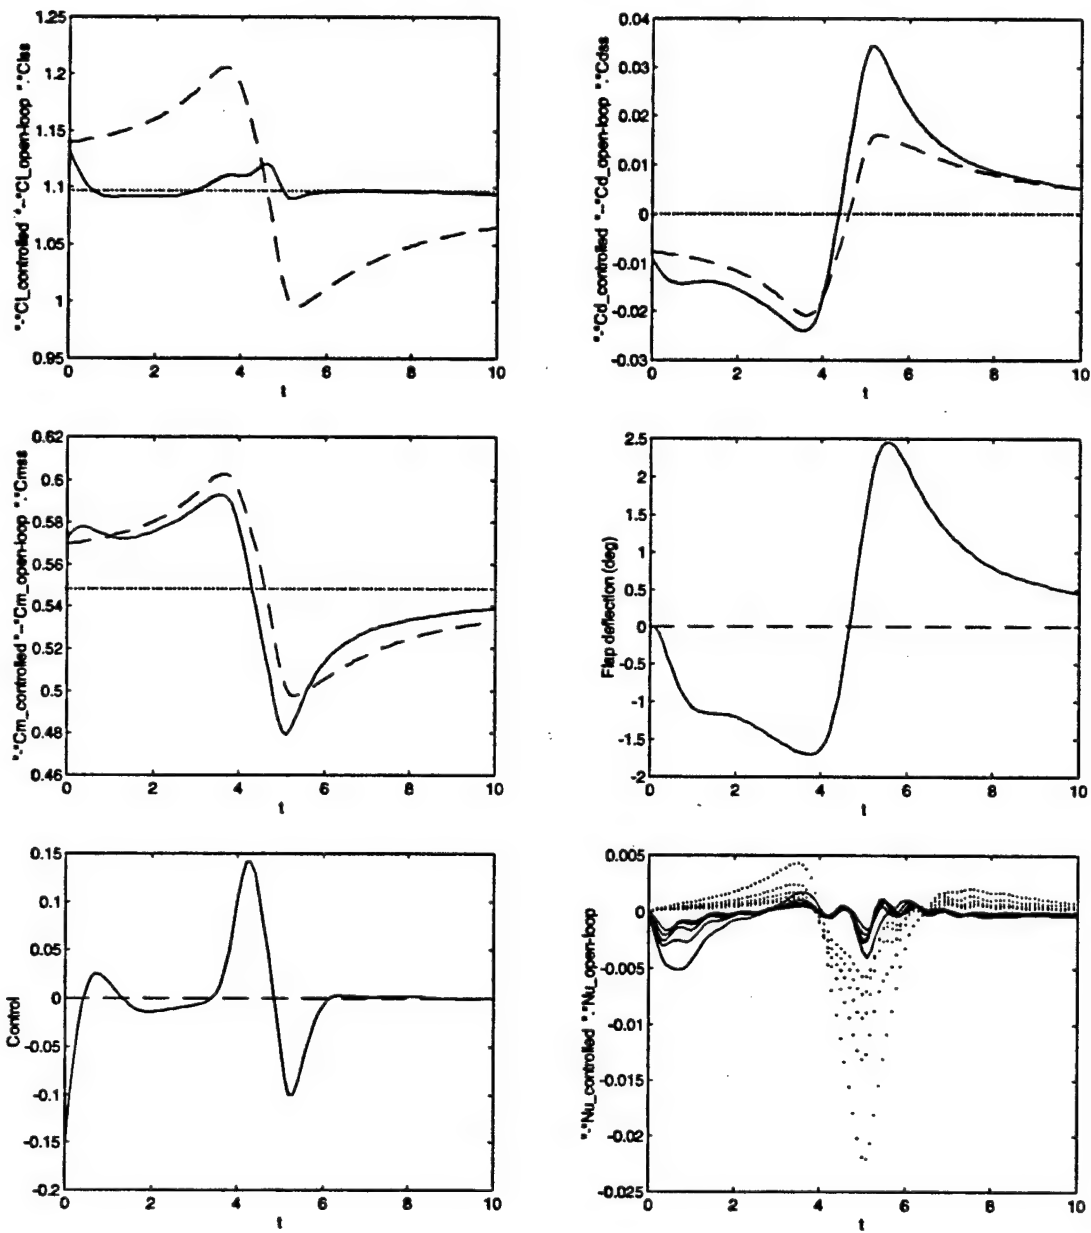 "-"Cl_controlled "--"Cl_open-loop "."Clss
1.25
1.2
1.15
1.1
1.05
1
0.95
0 2 4 6 8 10
t
"-"Cd_controlled "--"Cd_open-loop "."Cdss
0.04
0.03
0.02
0.01
0
-0.01
-0.02
-0.03
0 2 4 6 8 10
t
"-"Cm_controlled "--"Cm_open-loop "."Cmss
0.62
0.6
0.58
0.56
0.54
0.52
0.5
0.48
0.46
0 2 4 6 8 10
t
Flap deflection (deg)
2.5
2
1.5
1
0.5
0
-0.5
-1
-1.5
-2
0 2 4 6 8 10
t
Control
0.15
0.1
0.05
0
-0.05
-0.1
-0.15
-0.2
0 2 4 6 8 10
t
"-"Nu_controlled "."Nu_open-loop
0.005
0
-0.005
-0.01
-0.015
-0.02
-0.025
0 2 4 6 8 10
t